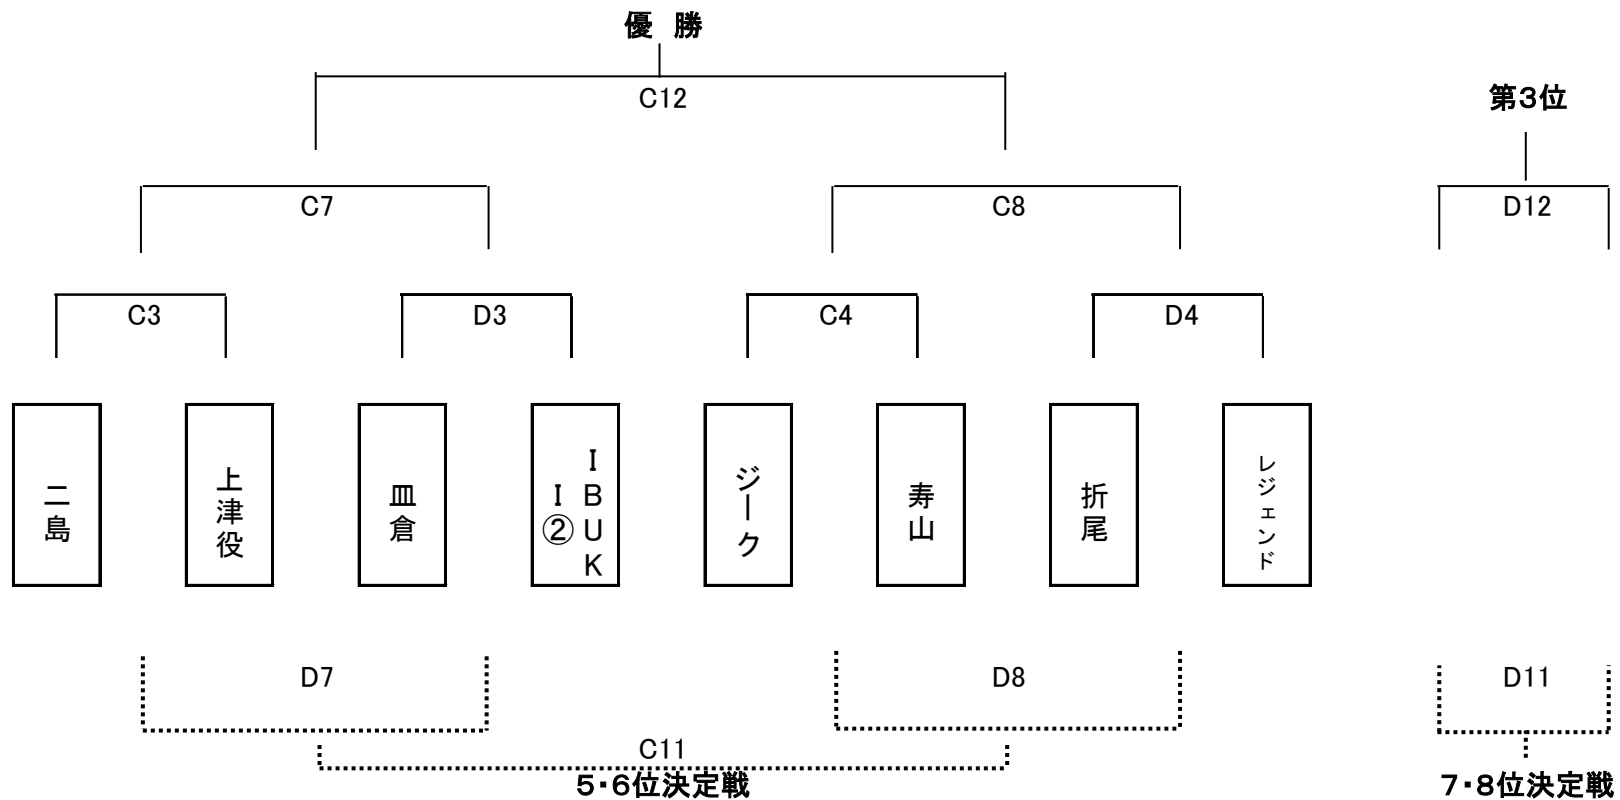 優　勝
C12
第3位
C7
C8
D12
C3
D3
C4
D4
二島
上津役
皿倉
IBUK
I②
ジーク
寿山
折尾
レジェンド
D7
D8
D11
C11
5・6位決定戦
7・8位決定戦